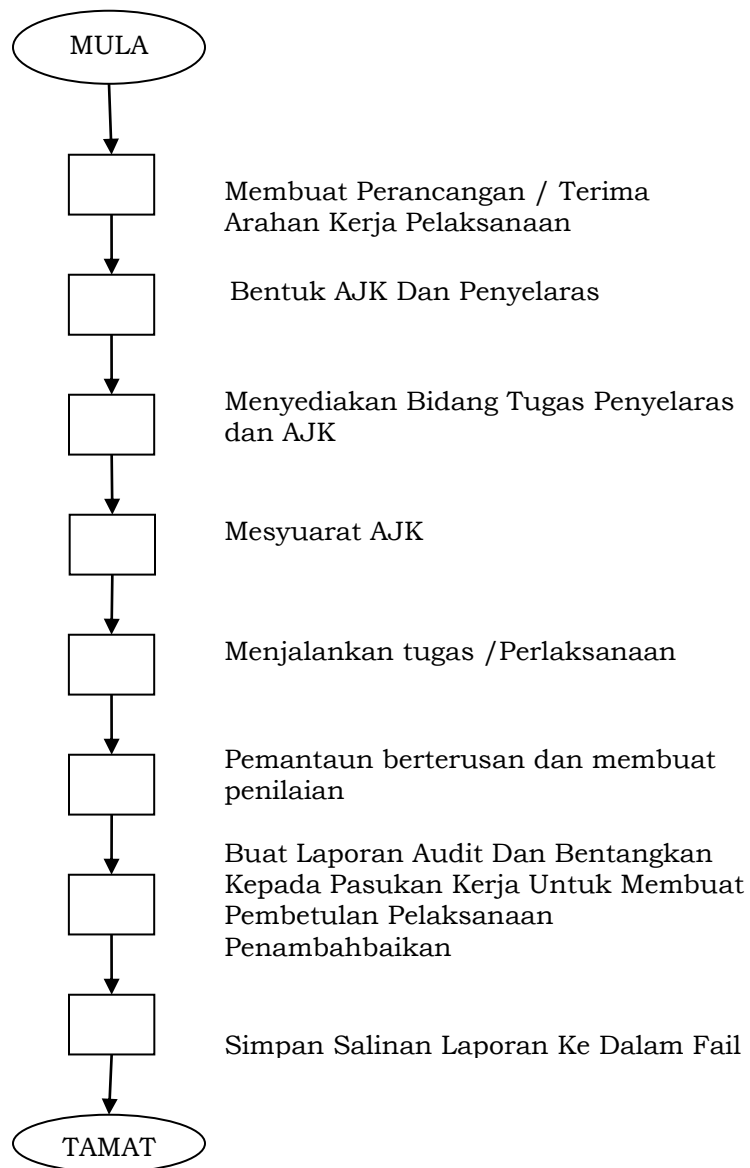 MULA
Membuat Perancangan / Terima
Arahan Kerja Pelaksanaan
Bentuk AJK Dan Penyelaras
Menyediakan Bidang Tugas Penyelaras
dan AJK
Mesyuarat AJK
Menjalankan tugas /Perlaksanaan
Pemantaun berterusan dan membuat
penilaian
Buat Laporan Audit Dan Bentangkan
Kepada Pasukan Kerja Untuk Membuat
Pembetulan Pelaksanaan
Penambahbaikan
Simpan Salinan Laporan Ke Dalam Fail
TAMAT